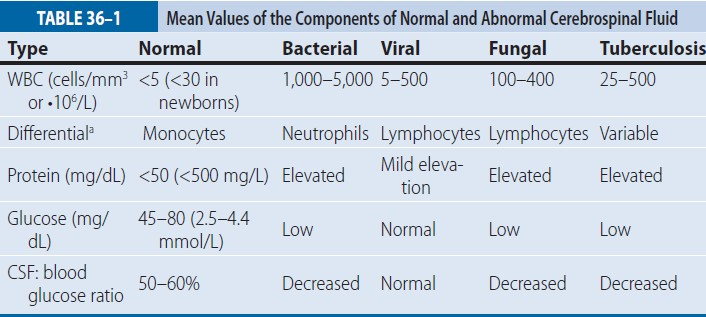 TABLE 36–1 Mean Values of the Components of Normal and Abnormal Cerebrospinal Fluid
Type Normal Bacterial Viral Fungal Tuberculosis
WBC (cells/mm³ <5 (<30 in 1,000–5,000 5–500 100–400 25–500
or •10⁶/L) newborns)
Differentialᵃ Monocytes Neutrophils Lymphocytes Lymphocytes Variable
Protein (mg/dL) <50 (<500 mg/L) Elevated Mild eleva-
tion Elevated Elevated
Glucose (mg/
dL) 45–80 (2.5–4.4
mmol/L) Low Normal Low Low
CSF: blood
glucose ratio 50–60% Decreased Normal Decreased Decreased